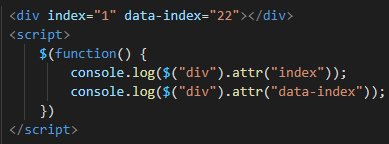 <div index="1" data-index="22"></div>
<script>
    $(function() {
        console.log($("div").attr("index"));
        console.log($("div").attr("data-index"));
    })
</script>